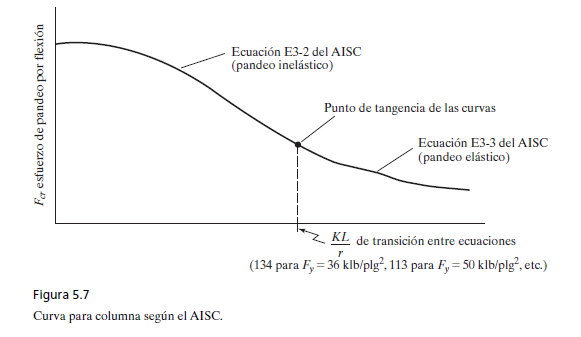 F_cr esfuerzo de pandeo por flexión
Ecuación E3-2 del AISC
(pandeo inelástico)
Punto de tangencia de las curvas
Ecuación E3-3 del AISC
(pandeo elástico)
KL/r de transición entre ecuaciones
(134 para F_y = 36 klb/plg², 113 para F_y = 50 klb/plg², etc.)
Figura 5.7
Curva para columna según el AISC.